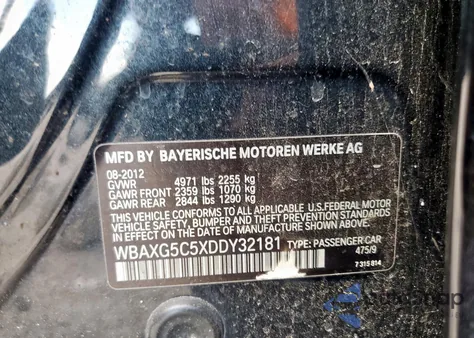 MFD BY BAYERISCHE MOTOREN WERKE AG
08-2012
GVWR 4971 lbs 2255 kg
GAWR FRONT 2359 lbs 1070 kg
GAWR REAR 2844 lbs 1290 kg
THIS VEHICLE CONFORMS TO ALL APPLICABLE U.S.FEDERAL MOTOR
VEHICLE SAFETY, BUMPER AND THEFT PREVENTION STANDARDS
IN EFFECT ON THE DATE OF MANUFACTURE SHOWN ABOVE.
WBAXG5C5XDDY32181 TYPE: PASSENGER CAR
475/9
7 315 814